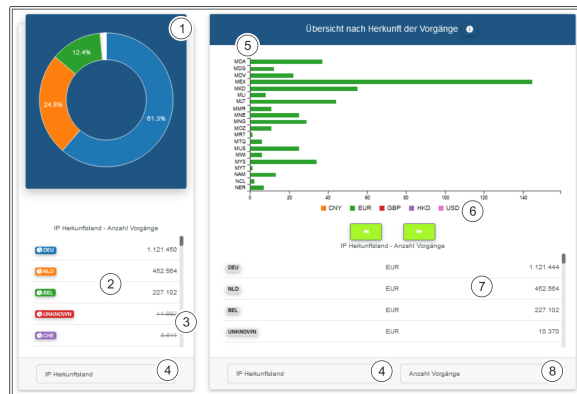 1
12.4%
24.8%
61.3%
IP Herkunftsland - Anzahl Vorgänge
DEU 1.121.450
NLD 452.564
BEL 227.102
2
UNKNOWN
3
CHE
IP Herkunftsland 4
Übersicht nach Herkunft der Vorgänge
5
MDA
MDG
MDV
MEX
MKD
MLI
MLT
MMR
MNE
MNG
MOZ
MRT
MTQ
MUS
MWI
MYS
MYT
NAM
NCL
NER
0 20 40 60 80 100 120 140
CNY EUR GBP HKD USD 6
IP Herkunftsland - Anzahl Vorgänge
DEU EUR 1.121.444
NLD EUR 452.564
7
BEL EUR 227.102
UNKNOWN EUR 10.370
IP Herkunftsland 4 Anzahl Vorgänge 8